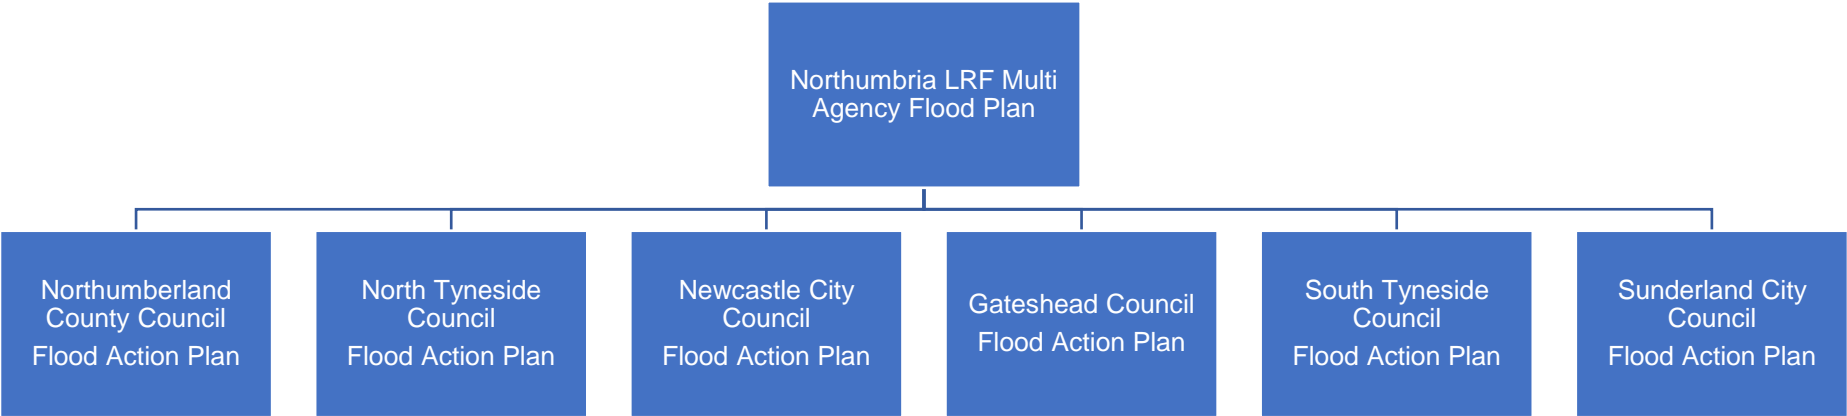 Northumbria LRF Multi
Agency Flood Plan
Northumberland
County Council
Flood Action Plan
North Tyneside
Council
Flood Action Plan
Newcastle City
Council
Flood Action Plan
Gateshead Council
Flood Action Plan
South Tyneside
Council
Flood Action Plan
Sunderland City
Council
Flood Action Plan